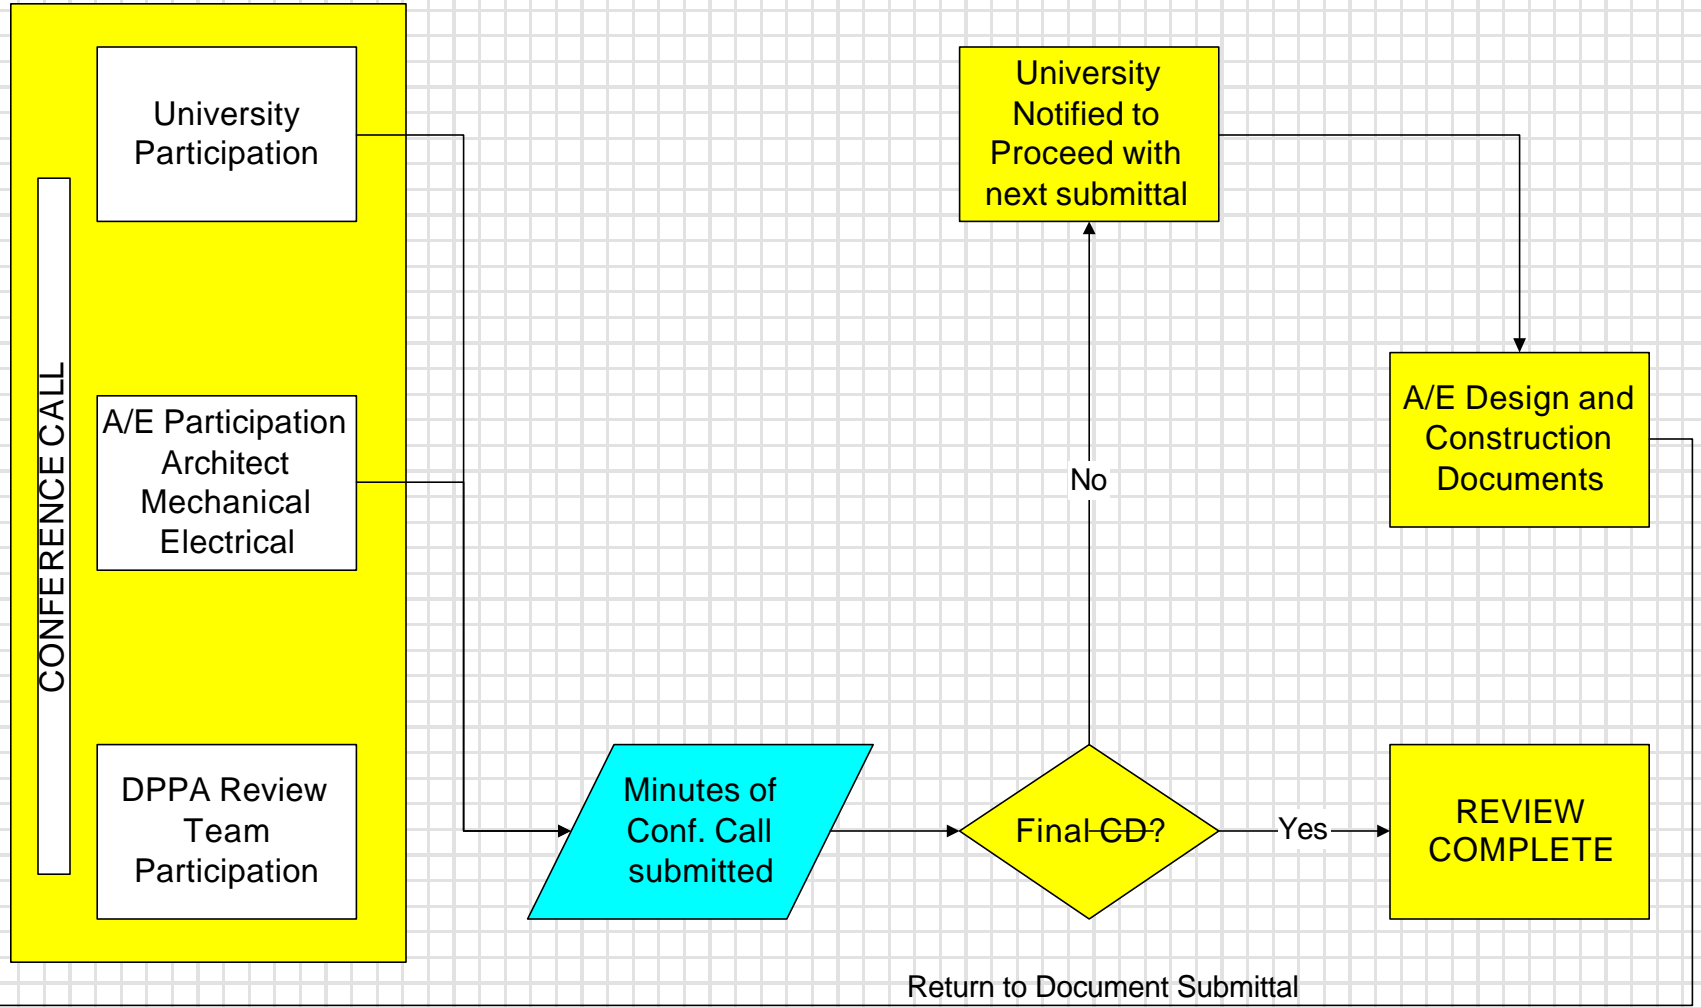 CONFERENCE CALL
University
Participation
A/E Participation
Architect
Mechanical
Electrical
DPPA Review
Team
Participation
Minutes of
Conf. Call
submitted
Final CD?
No
Yes
University
Notified to
Proceed with
next submittal
A/E Design and
Construction
Documents
REVIEW
COMPLETE
Return to Document Submittal